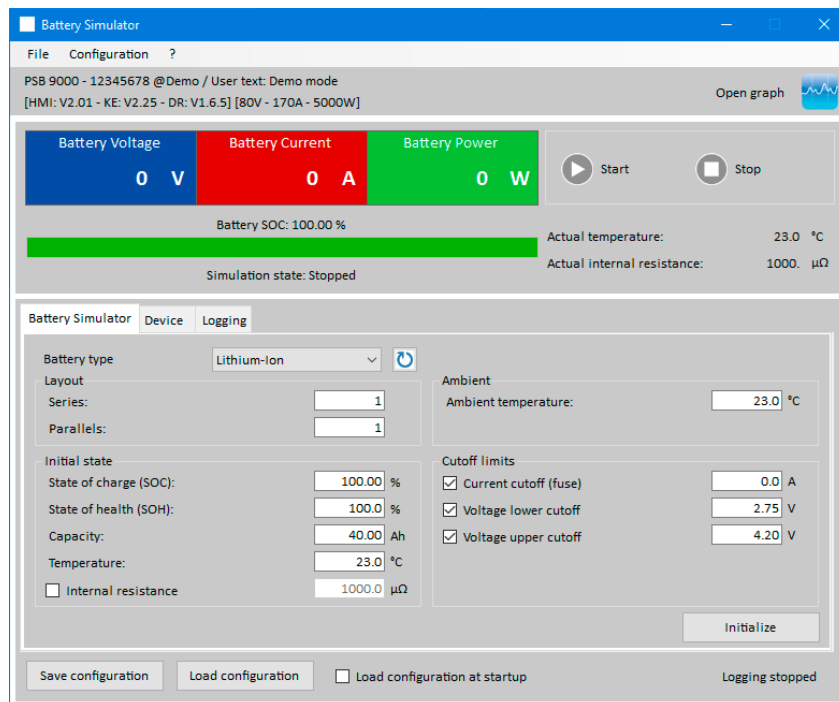 Battery Simulator
File Configuration ?
PSB 9000 - 12345678 @Demo / User text: Demo mode
[HMI: V2.01 - KE: V2.25 - DR: V1.6.5] [80V - 170A - 5000W]
Open graph
Battery Voltage Battery Current Battery Power
0 V 0 A 0 W
Start Stop
Battery SOC: 100.00 %
Simulation state: Stopped
Actual temperature: 23.0 °C
Actual internal resistance: 1000. µΩ
Battery Simulator Device Logging
Battery type Lithium-Ion
Layout
Series: 1
Parallels: 1
Ambient
Ambient temperature: 23.0 °C
Initial state
State of charge (SOC): 100.00 %
State of health (SOH): 100.0 %
Capacity: 40.00 Ah
Temperature: 23.0 °C
Internal resistance 1000.0 µΩ
Cutoff limits
Current cutoff (fuse) 0.0 A
Voltage lower cutoff 2.75 V
Voltage upper cutoff 4.20 V
Initialize
Save configuration Load configuration Load configuration at startup Logging stopped